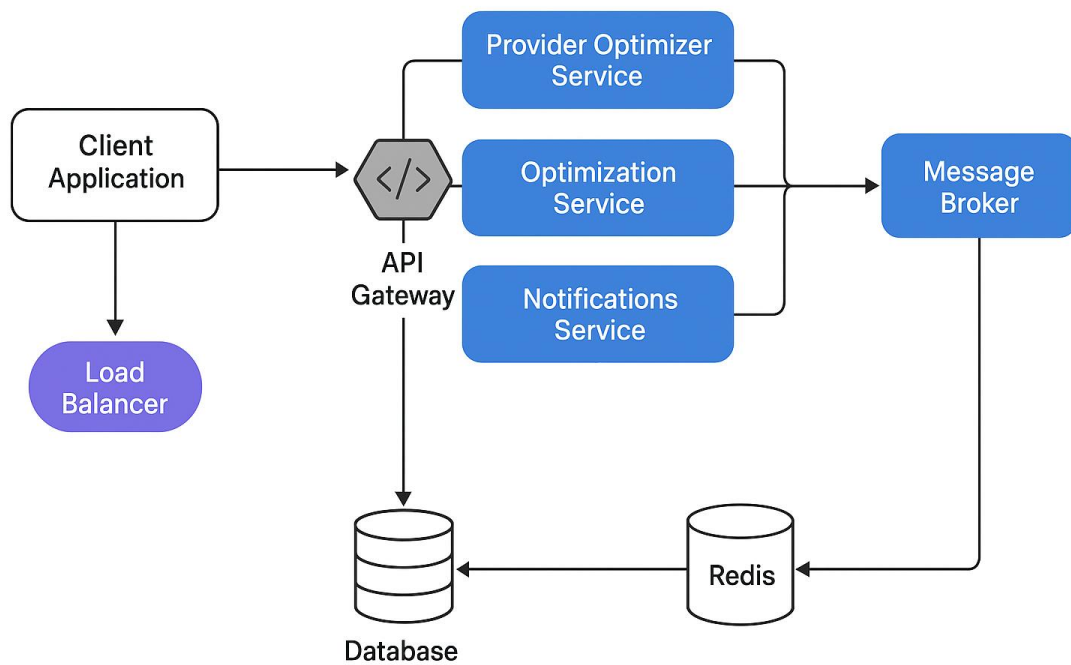 Provider Optimizer
Service
Client
Application
</>
Optimization
Service
Message
Broker
API
Gateway
Notifications
Service
Load
Balancer
Redis
Database